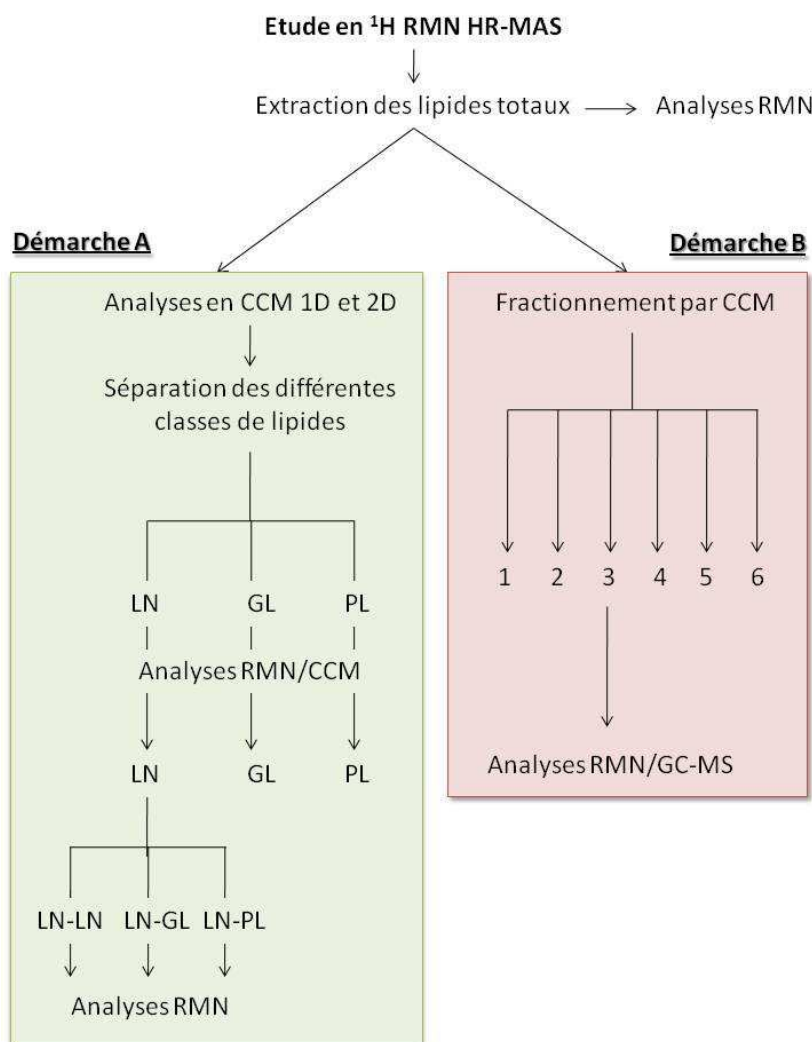 Etude en ¹H RMN HR-MAS
Extraction des lipides totaux
Analyses RMN
Démarche A
Analyses en CCM 1D et 2D
Séparation des différentes
classes de lipides
LN GL PL
Analyses RMN/CCM
LN GL PL
LN-LN LN-GL LN-PL
Analyses RMN
Démarche B
Fractionnement par CCM
1 2 3 4 5 6
Analyses RMN/GC-MS